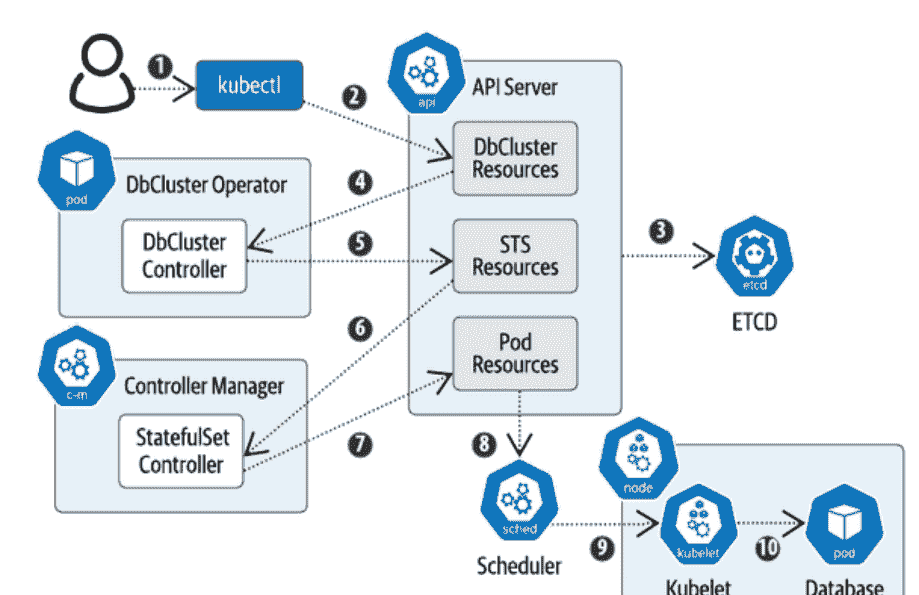 1
kubectl
2
api
API Server
DbCluster
Resources
pod
DbCluster Operator
4
DbCluster
Controller
5
STS
Resources
3
etcd
ETCD
6
Pod
Resources
c-m
Controller Manager
StatefulSet
Controller
7
8
sched
Scheduler
9
node
kubelet
Kubelet
10
pod
Database